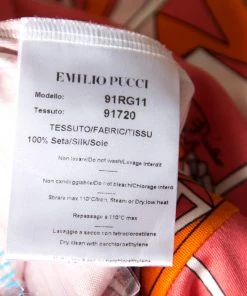 EMILIO PUCCI
Modello: 91RG11
Tessuto: 91720
TESSUTO/FABRIC/TISSU
100% Seta/Silk/Soie
Non lavare/Do not wash/Lavage interdit
Non candeggiabile/Do not bleach/Chlorage interdit
Stirare max 110°C/Iron, Steam or Dry low heat
Repassage à 110°C max
Lavaggio a secco con tetracloroetilene
Dry clean with perchloroethylene